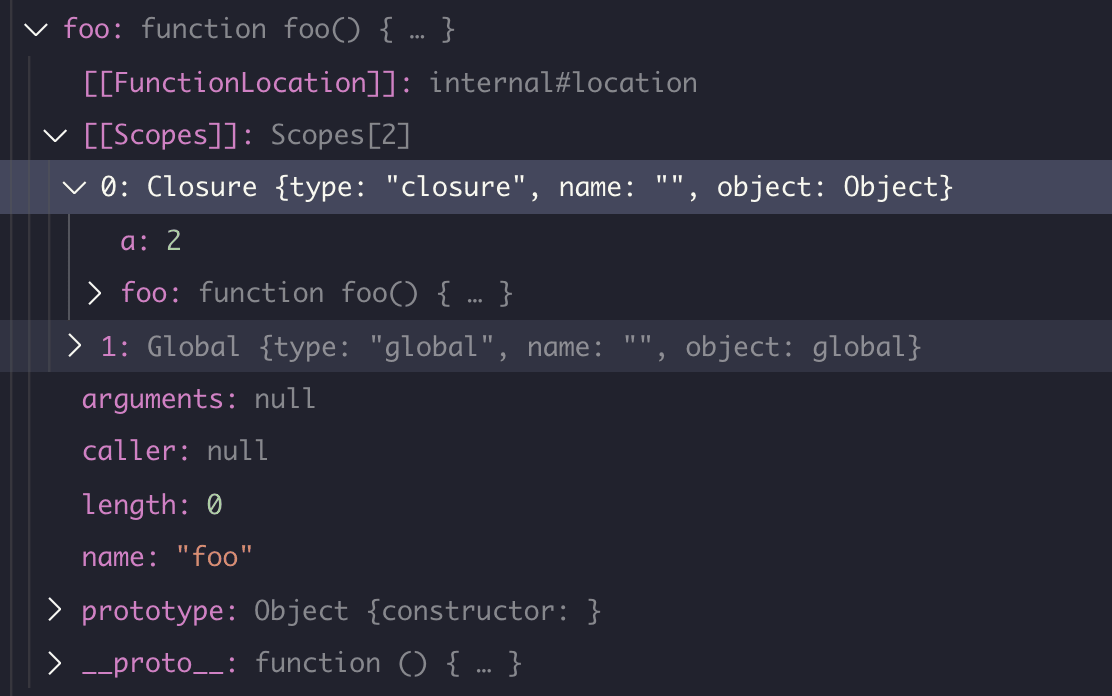 foo: function foo() { … }
[[FunctionLocation]]: internal#location
[[Scopes]]: Scopes[2]
0: Closure {type: "closure", name: "", object: Object}
a: 2
foo: function foo() { … }
1: Global {type: "global", name: "", object: global}
arguments: null
caller: null
length: 0
name: "foo"
prototype: Object {constructor: }
__proto__: function () { … }